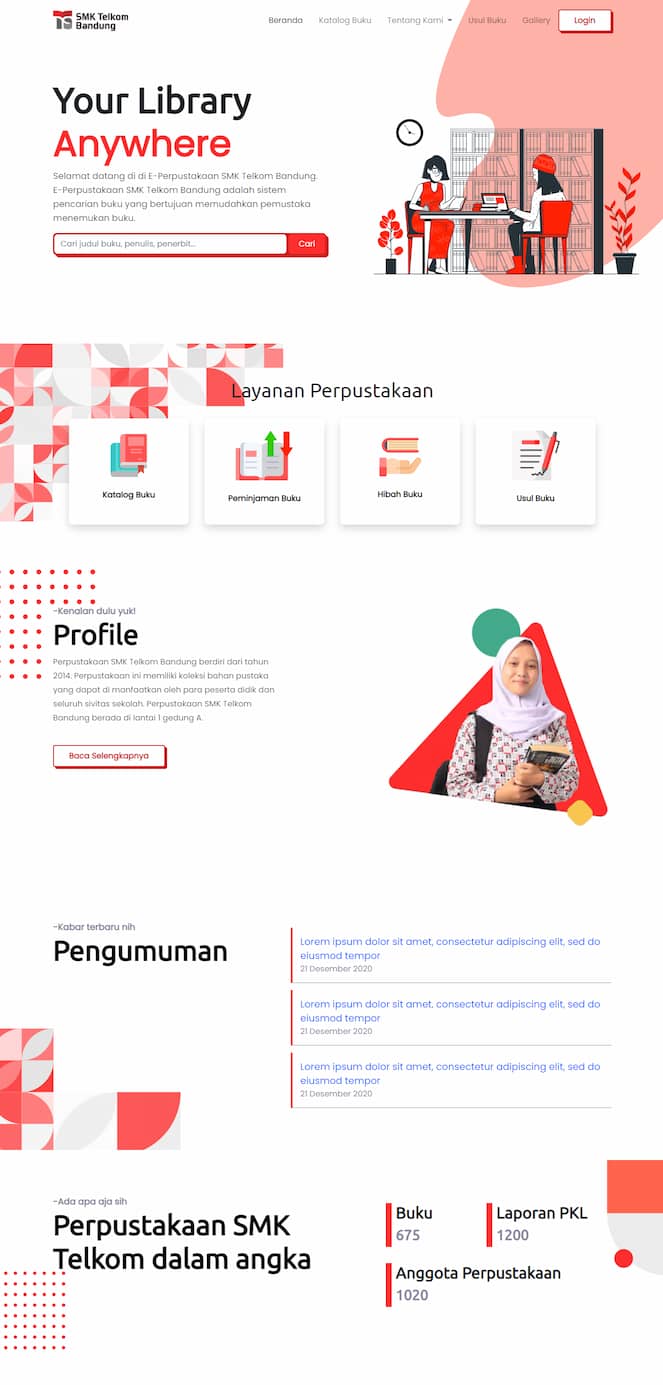 SMK Telkom
Bandung
Beranda
Katalog Buku
Tentang Kami
Usul Buku
Gallery
Login
Your Library
Anywhere
Selamat datang di di E-Perpustakaan SMK Telkom Bandung.
E-Perpustakaan SMK Telkom Bandung adalah sistem
pencarian buku yang bertujuan memudahkan pemustaka
menemukan buku.
Cari judul buku, penulis, penerbit...
Cari
Layanan Perpustakaan
Katalog Buku
Peminjaman Buku
Hibah Buku
Usul Buku
-Kenalan dulu yuk!
Profile
Perpustakaan SMK Telkom Bandung berdiri dari tahun
2014. Perpustakaan ini memiliki koleksi bahan pustaka
yang dapat di manfaatkan oleh para peserta didik dan
seluruh sivitas sekolah. Perpustakaan SMK Telkom
Bandung berada di lantai 1 gedung A.
Baca Selengkapnya
-Kabar terbaru nih
Pengumuman
Lorem ipsum dolor sit amet, consectetur adipiscing elit, sed do
eiusmod tempor
21 Desember 2020
Lorem ipsum dolor sit amet, consectetur adipiscing elit, sed do
eiusmod tempor
21 Desember 2020
Lorem ipsum dolor sit amet, consectetur adipiscing elit, sed do
eiusmod tempor
21 Desember 2020
-Ada apa aja sih
Perpustakaan SMK
Telkom dalam angka
Buku
675
Laporan PKL
1200
Anggota Perpustakaan
1020